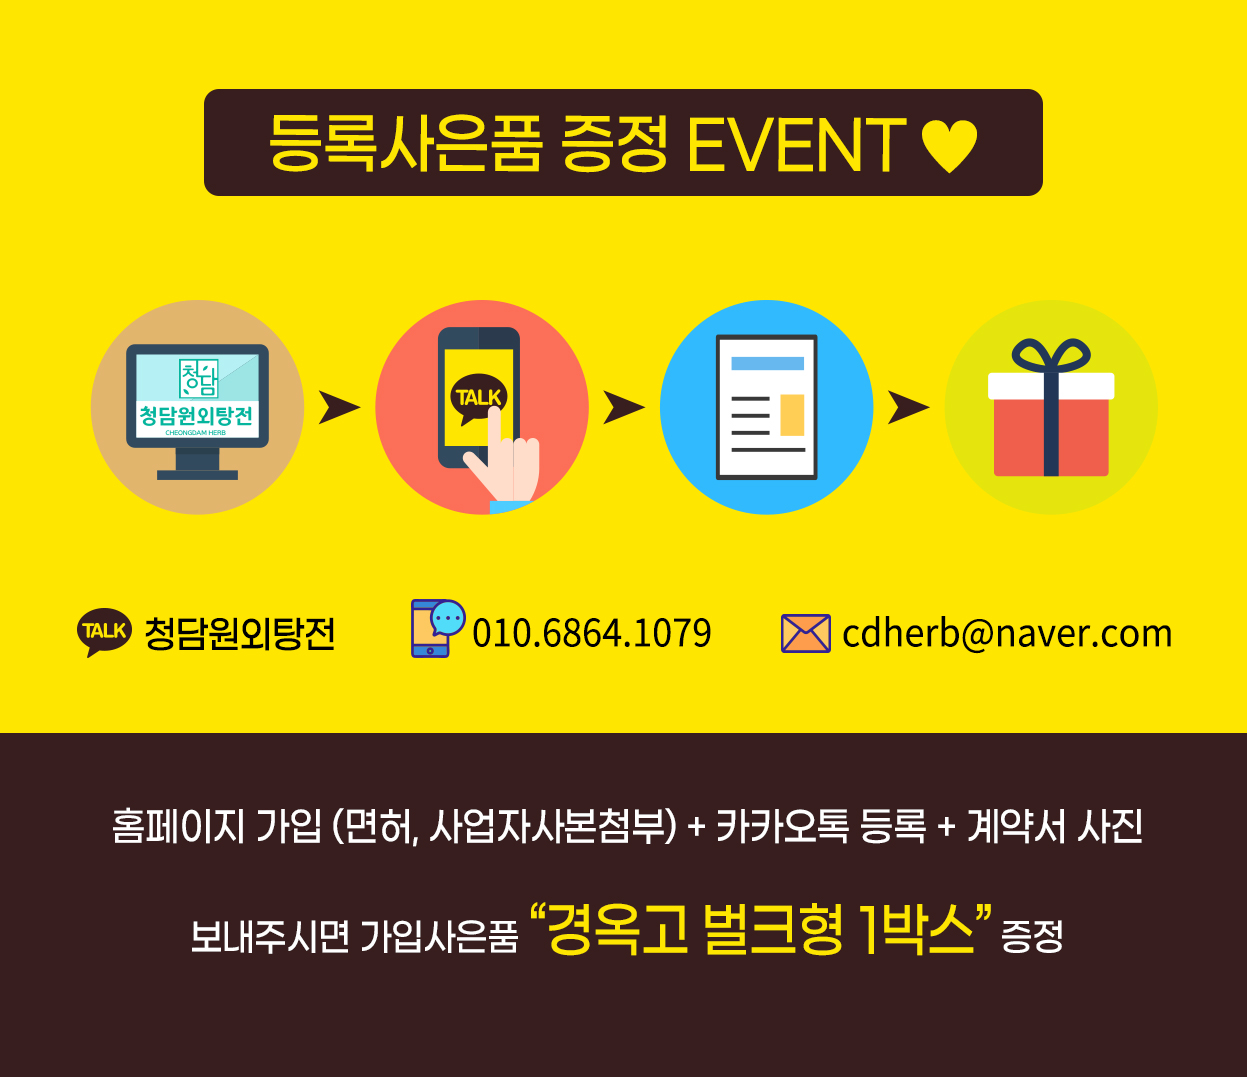 등록사은품 증정 EVENT ♥
청담
청담원외탕전
CHEONGDAM HERB
TALK
TALK 청담원외탕전
010.6864.1079
cdherb@naver.com
홈페이지 가입 (면허, 사업자사본첨부) + 카카오톡 등록 + 계약서 사진
보내주시면 가입사은품 “경옥고 벌크형 1박스” 증정